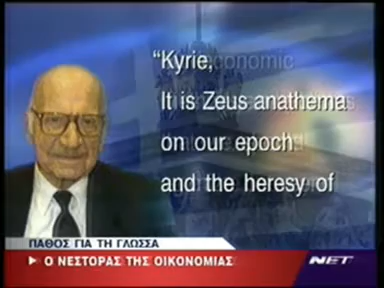 “Kyrie,
It is Zeus anathema
on our epoch
and the heresy of
ΠΑΘΟΣ ΓΙΑ ΤΗ ΓΛΩΣΣΑ
Ο ΝΕΣΤΟΡΑΣ ΤΗΣ ΟΙΚΟΝΟΜΙΑΣ
NET